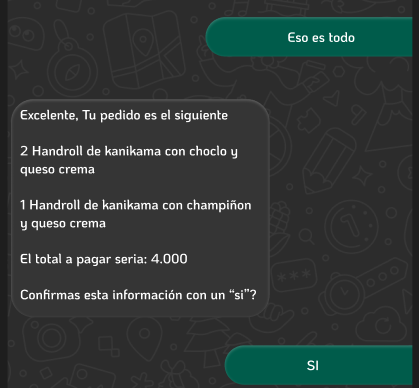 Eso es todo
Excelente, Tu pedido es el siguiente
2 Handroll de kanikama con choclo y
queso crema
1 Handroll de kanikama con champiñon
y queso crema
El total a pagar seria: 4.000
Confirmas esta información con un “si”?
SI